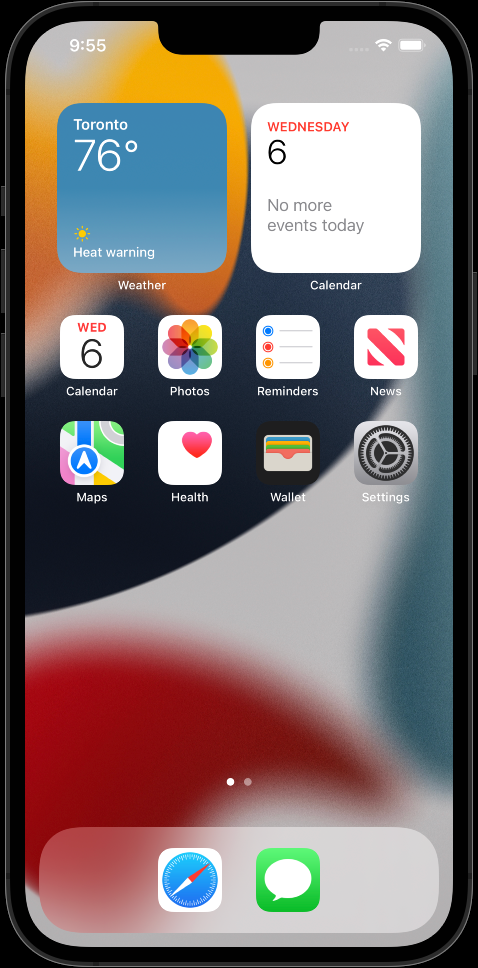 9:55
Toronto
76°
Heat warning
Weather
WEDNESDAY
6
No more
events today
Calendar
WED
6
Calendar
Photos
Reminders
News
Maps
Health
Wallet
Settings